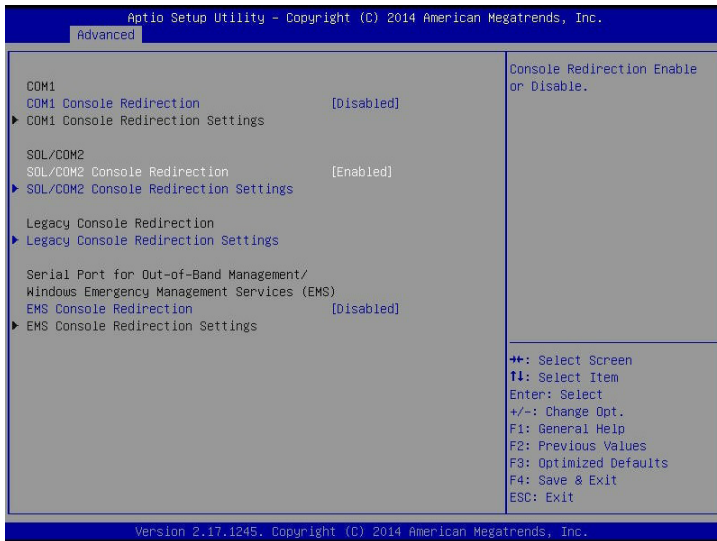 Aptio Setup Utility – Copyright (C) 2014 American Megatrends, Inc.
Advanced
COM1
COM1 Console Redirection [Disabled]
▶ COM1 Console Redirection Settings
SOL/COM2
SOL/COM2 Console Redirection [Enabled]
▶ SOL/COM2 Console Redirection Settings
Legacy Console Redirection
▶ Legacy Console Redirection Settings
Serial Port for Out-of-Band Management/
Windows Emergency Management Services (EMS)
EMS Console Redirection [Disabled]
▶ EMS Console Redirection Settings
Console Redirection Enable
or Disable.
→←: Select Screen
↑↓: Select Item
Enter: Select
+/-: Change Opt.
F1: General Help
F2: Previous Values
F3: Optimized Defaults
F4: Save & Exit
ESC: Exit
Version 2.17.1245. Copyright (C) 2014 American Megatrends, Inc.